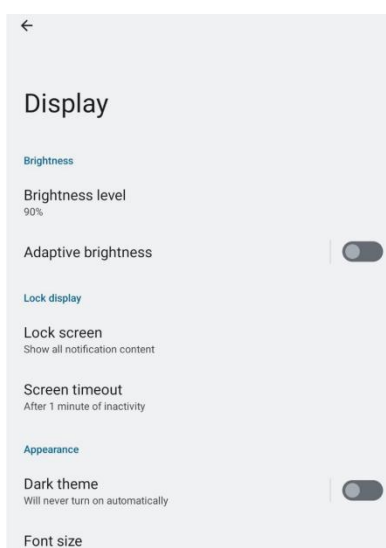 Display
Brightness
Brightness level
90%
Adaptive brightness
Lock display
Lock screen
Show all notification content
Screen timeout
After 1 minute of inactivity
Appearance
Dark theme
Will never turn on automatically
Font size